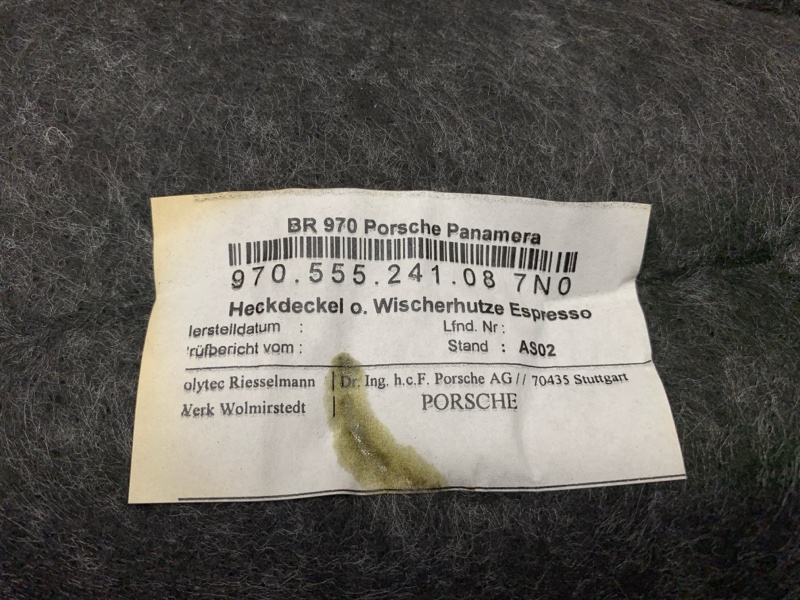 BR 970 Porsche Panamera
970.555.241.08 7N0
Heckdeckel o. Wischerhutze Espresso
lerstelldatum : Lfnd. Nr :
rüfbericht vom : Stand : AS02
olytec Riesselmann | Dr. Ing. h.c.F. Porsche AG // 70435 Stuttgart
Werk Wolmirstedt | PORSCHE